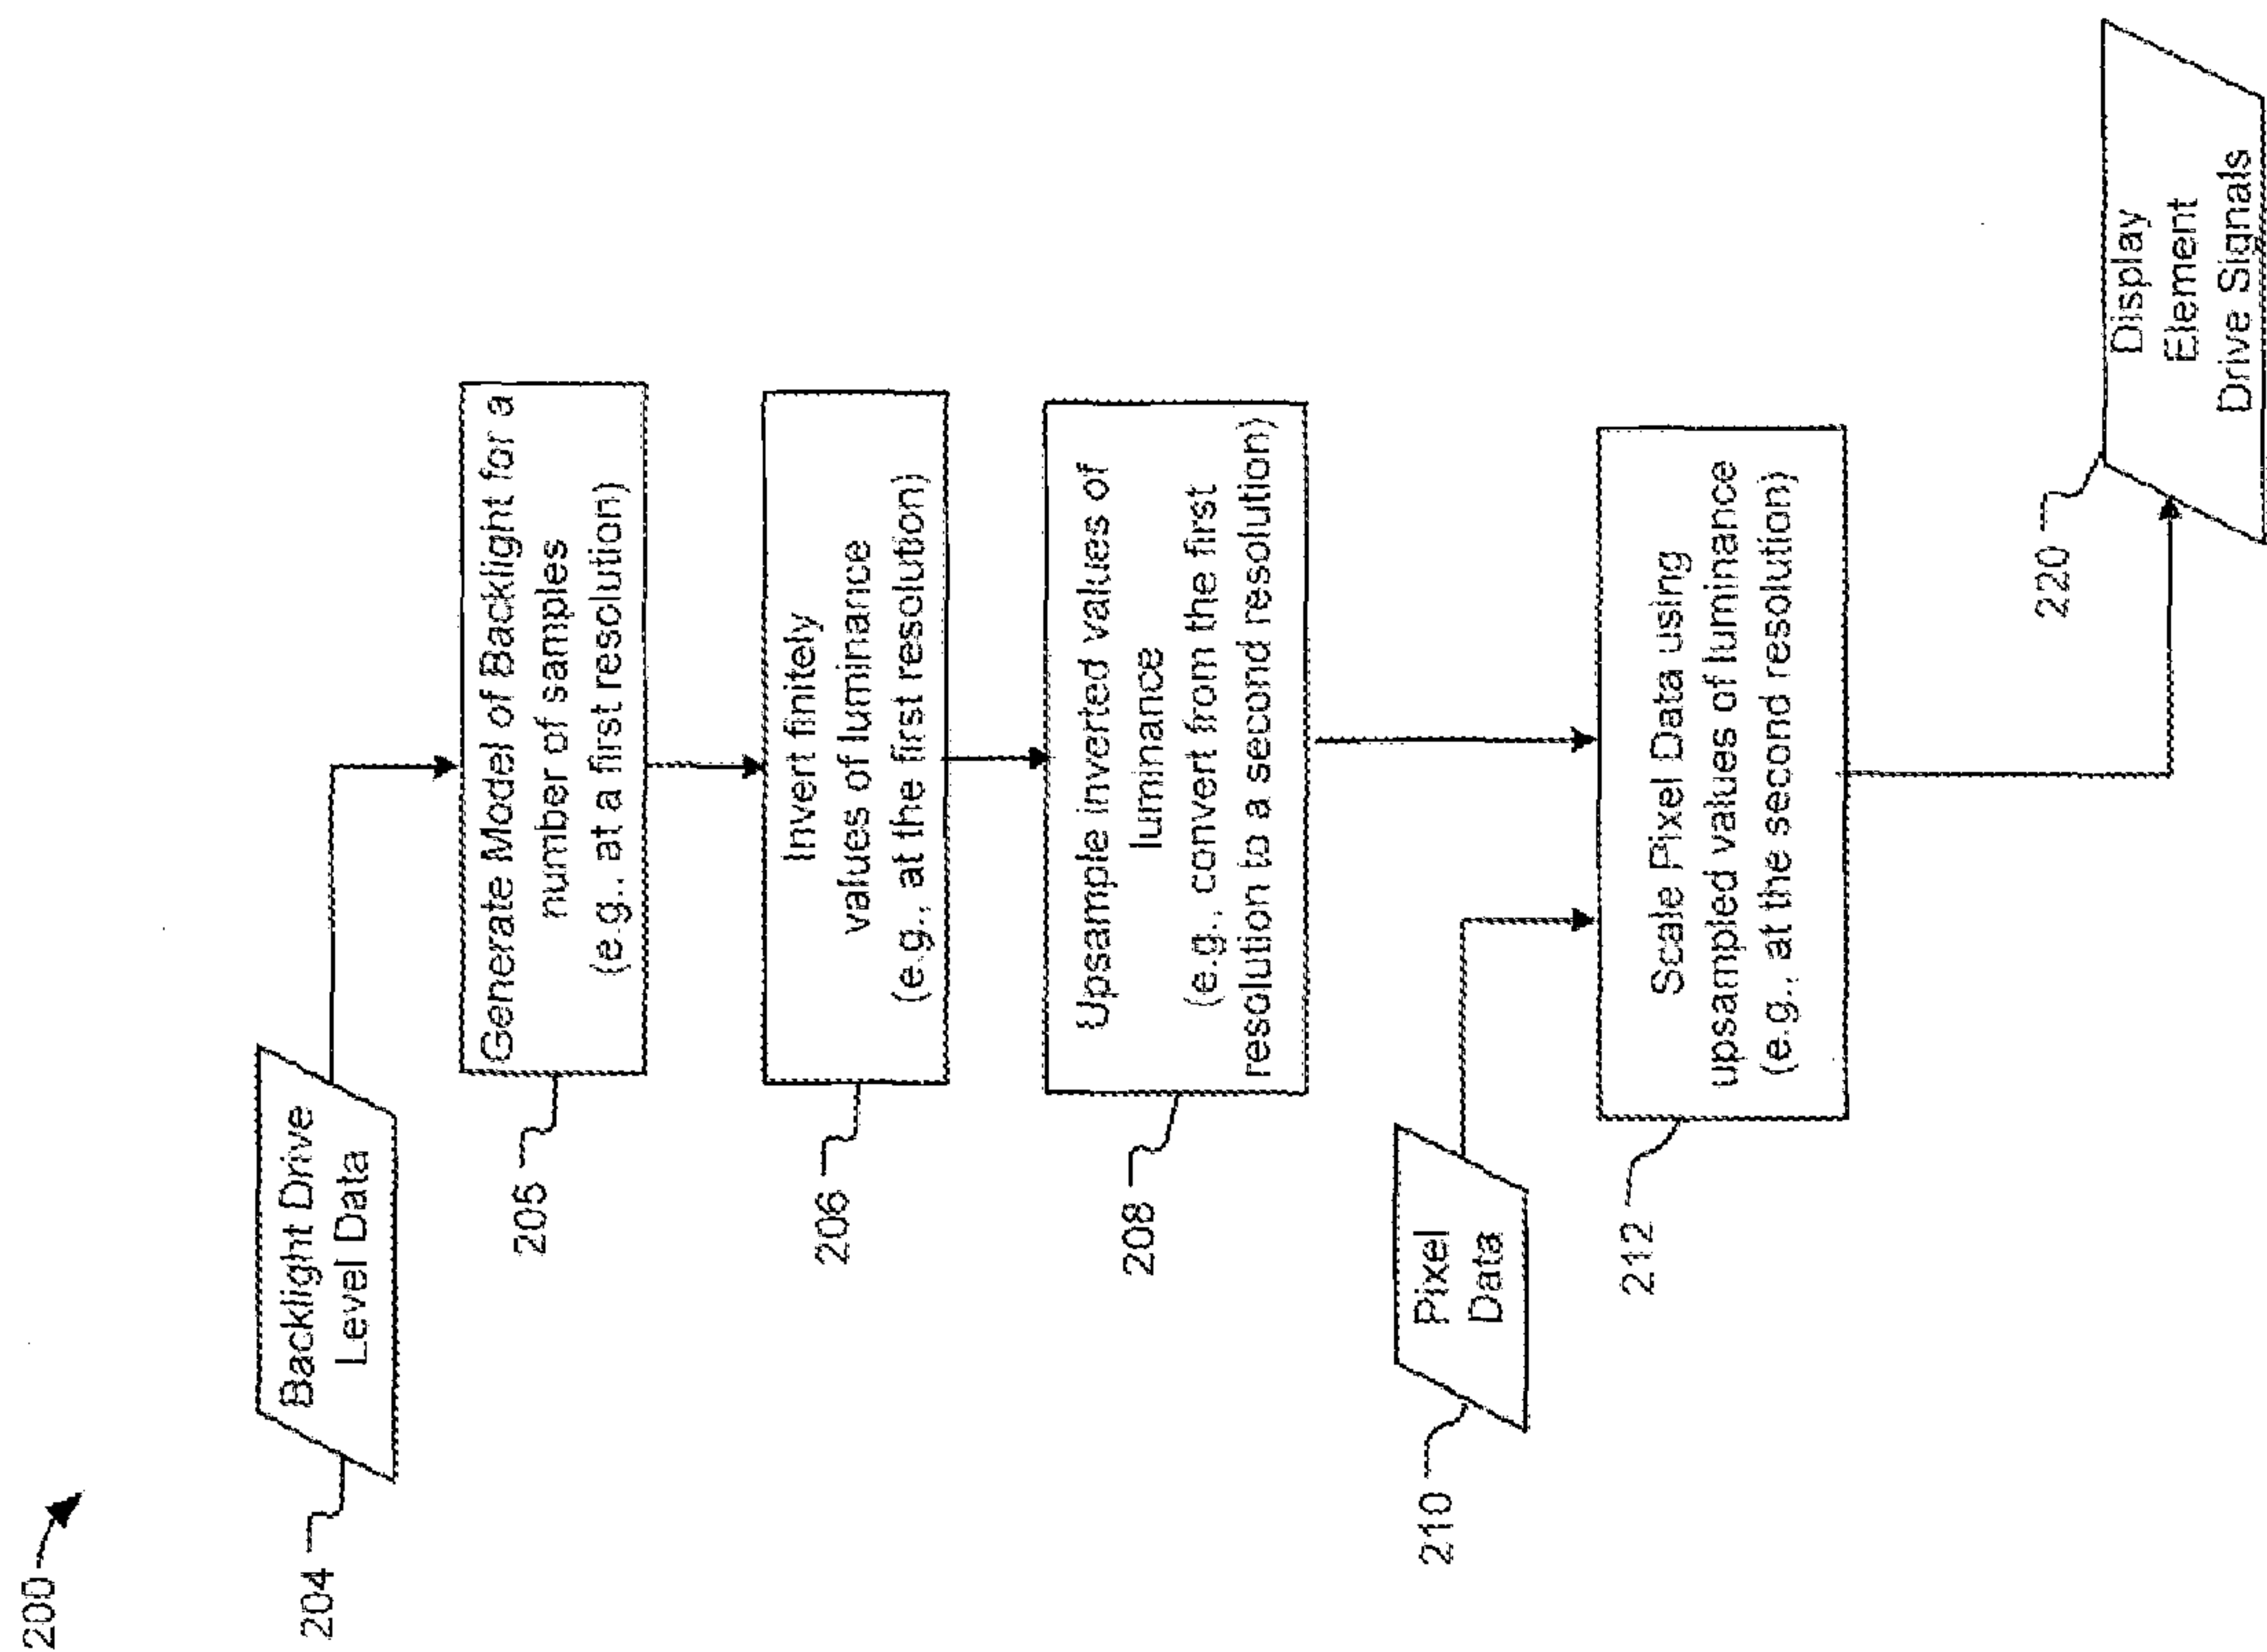 200
204
Backlight Drive
Level Data
205
Generate Model of Backlight for a
number of samples
(e.g., at a first resolution)
206
Invert finitely
values of luminance
(e.g., at the first resolution)
208
Upsample inverted values of
luminance
(e.g., convert from the first
resolution to a second resolution)
210
Pixel
Data
212
Scale Pixel Data using
upsampled values of luminance
(e.g., at the second resolution)
220
Display
Element
Drive Signals